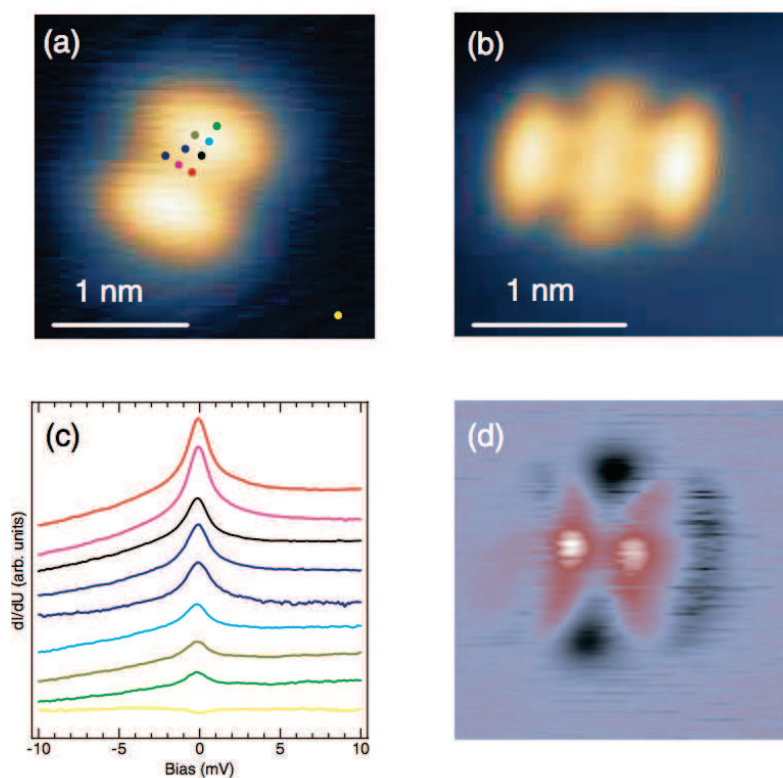 (a)
1 nm
(b)
1 nm
(c)
dI/dU (arb. units)
-10 -5 0 5 10
Bias (mV)
(d)